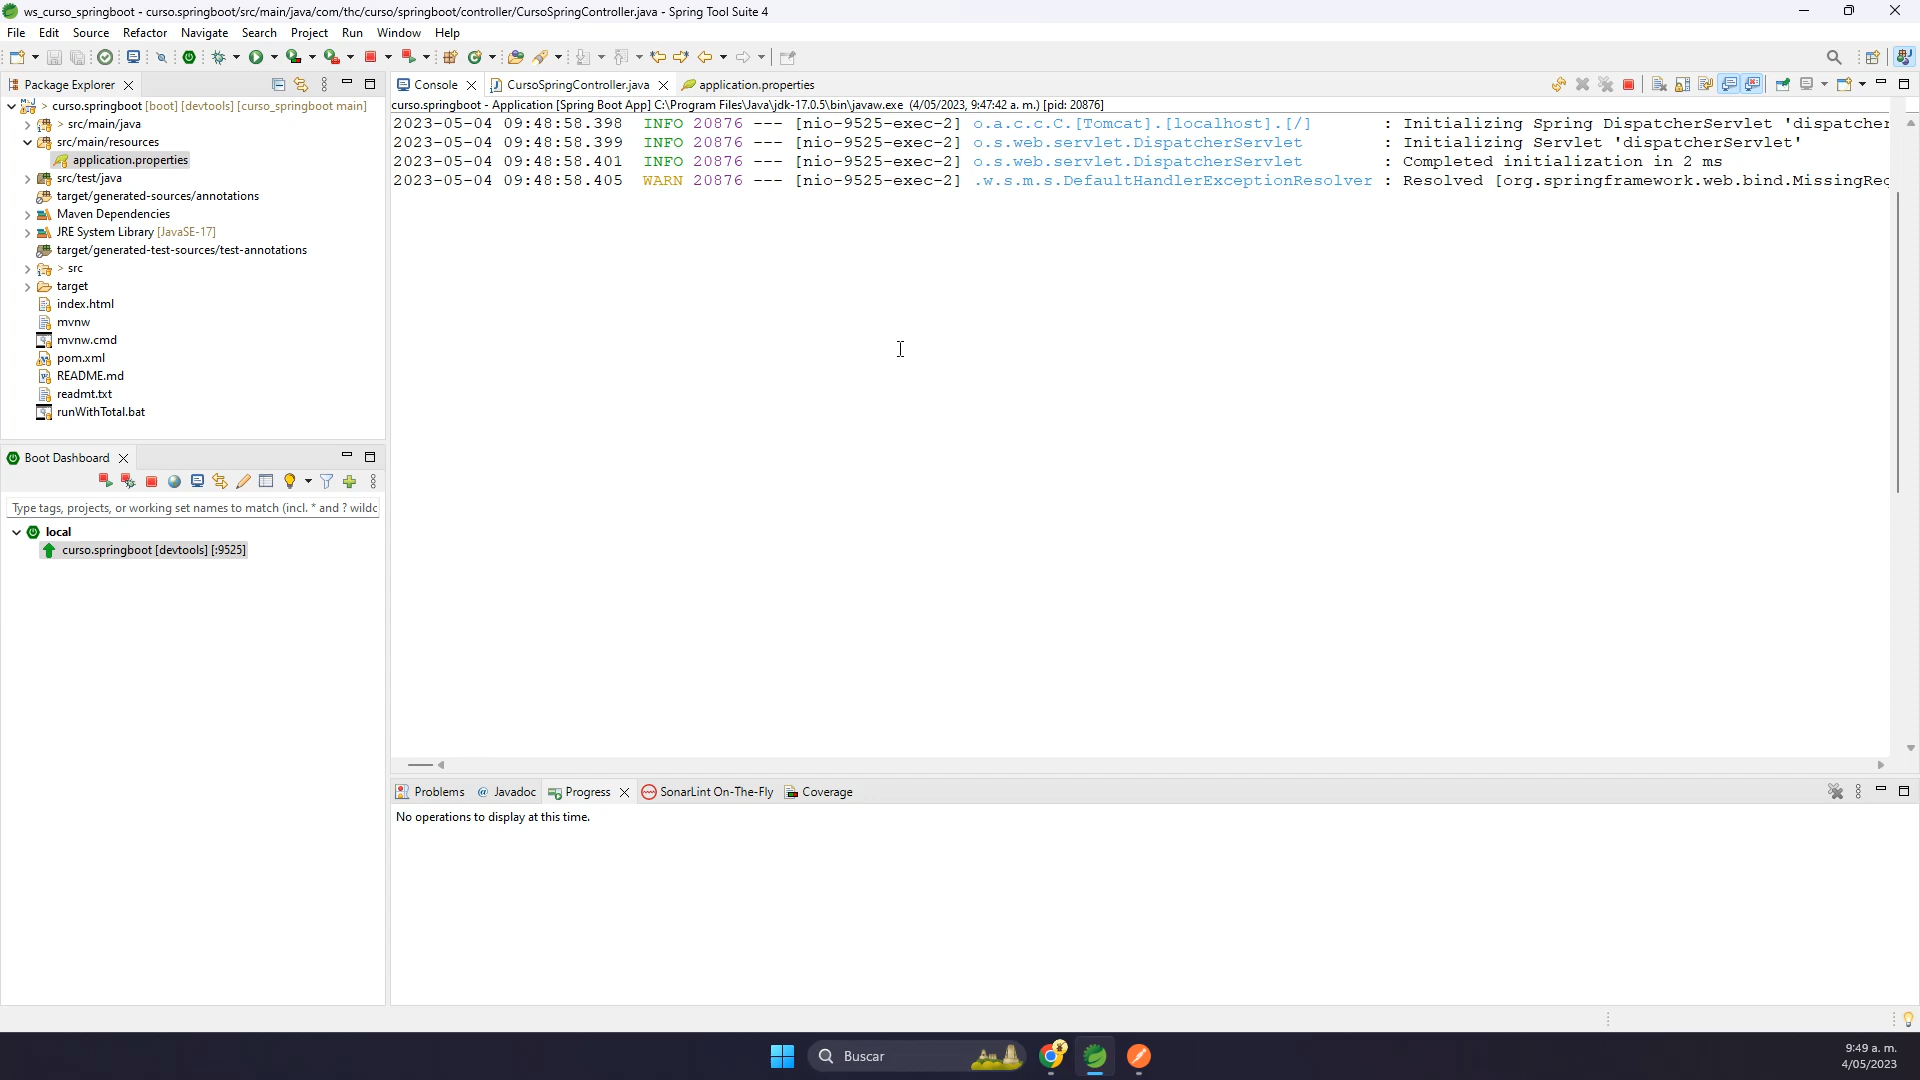 ws_curso_springboot - curso.springboot/src/main/java/com/thc/curso/springboot/controller/CursoSpringController.java - Spring Tool Suite 4
File Edit Source Refactor Navigate Search Project Run Window Help
Package Explorer
curso.springboot [boot] [devtools] [curso_springboot main]
> src/main/java
src/main/resources
application.properties
src/test/java
target/generated-sources/annotations
Maven Dependencies
JRE System Library [JavaSE-17]
target/generated-test-sources/test-annotations
> src
target
index.html
mvnw
mvnw.cmd
pom.xml
README.md
readmt.txt
runWithTotal.bat
Boot Dashboard
Type tags, projects, or working set names to match (incl. * and ? wildc
local
curso.springboot [devtools] [:9525]
Console CursoSpringController.java application.properties
curso.springboot - Application [Spring Boot App] C:\Program Files\Java\jdk-17.0.5\bin\javaw.exe (4/05/2023, 9:47:42 a. m.) [pid: 20876]
2023-05-04 09:48:58.398 INFO 20876 --- [nio-9525-exec-2] o.a.c.c.C.[Tomcat].[localhost].[/] : Initializing Spring DispatcherServlet 'dispatcher
2023-05-04 09:48:58.399 INFO 20876 --- [nio-9525-exec-2] o.s.web.servlet.DispatcherServlet : Initializing Servlet 'dispatcherServlet'
2023-05-04 09:48:58.401 INFO 20876 --- [nio-9525-exec-2] o.s.web.servlet.DispatcherServlet : Completed initialization in 2 ms
2023-05-04 09:48:58.405 WARN 20876 --- [nio-9525-exec-2] .w.s.m.s.DefaultHandlerExceptionResolver : Resolved [org.springframework.web.bind.MissingReq
Problems @ Javadoc Progress SonarLint On-The-Fly Coverage
No operations to display at this time.
Buscar
9:49 a. m.
4/05/2023